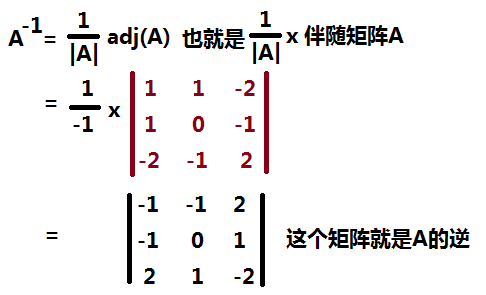 A⁻¹ = 1/|A| adj(A) 也就是 1/|A| x 伴随矩阵A
= 1/-1 x | 1 1 -2 |
| 1 0 -1 |
| -2 -1 2 |
= | -1 -1 2 |
| -1 0 1 | 这个矩阵就是A的逆
| 2 1 -2 |